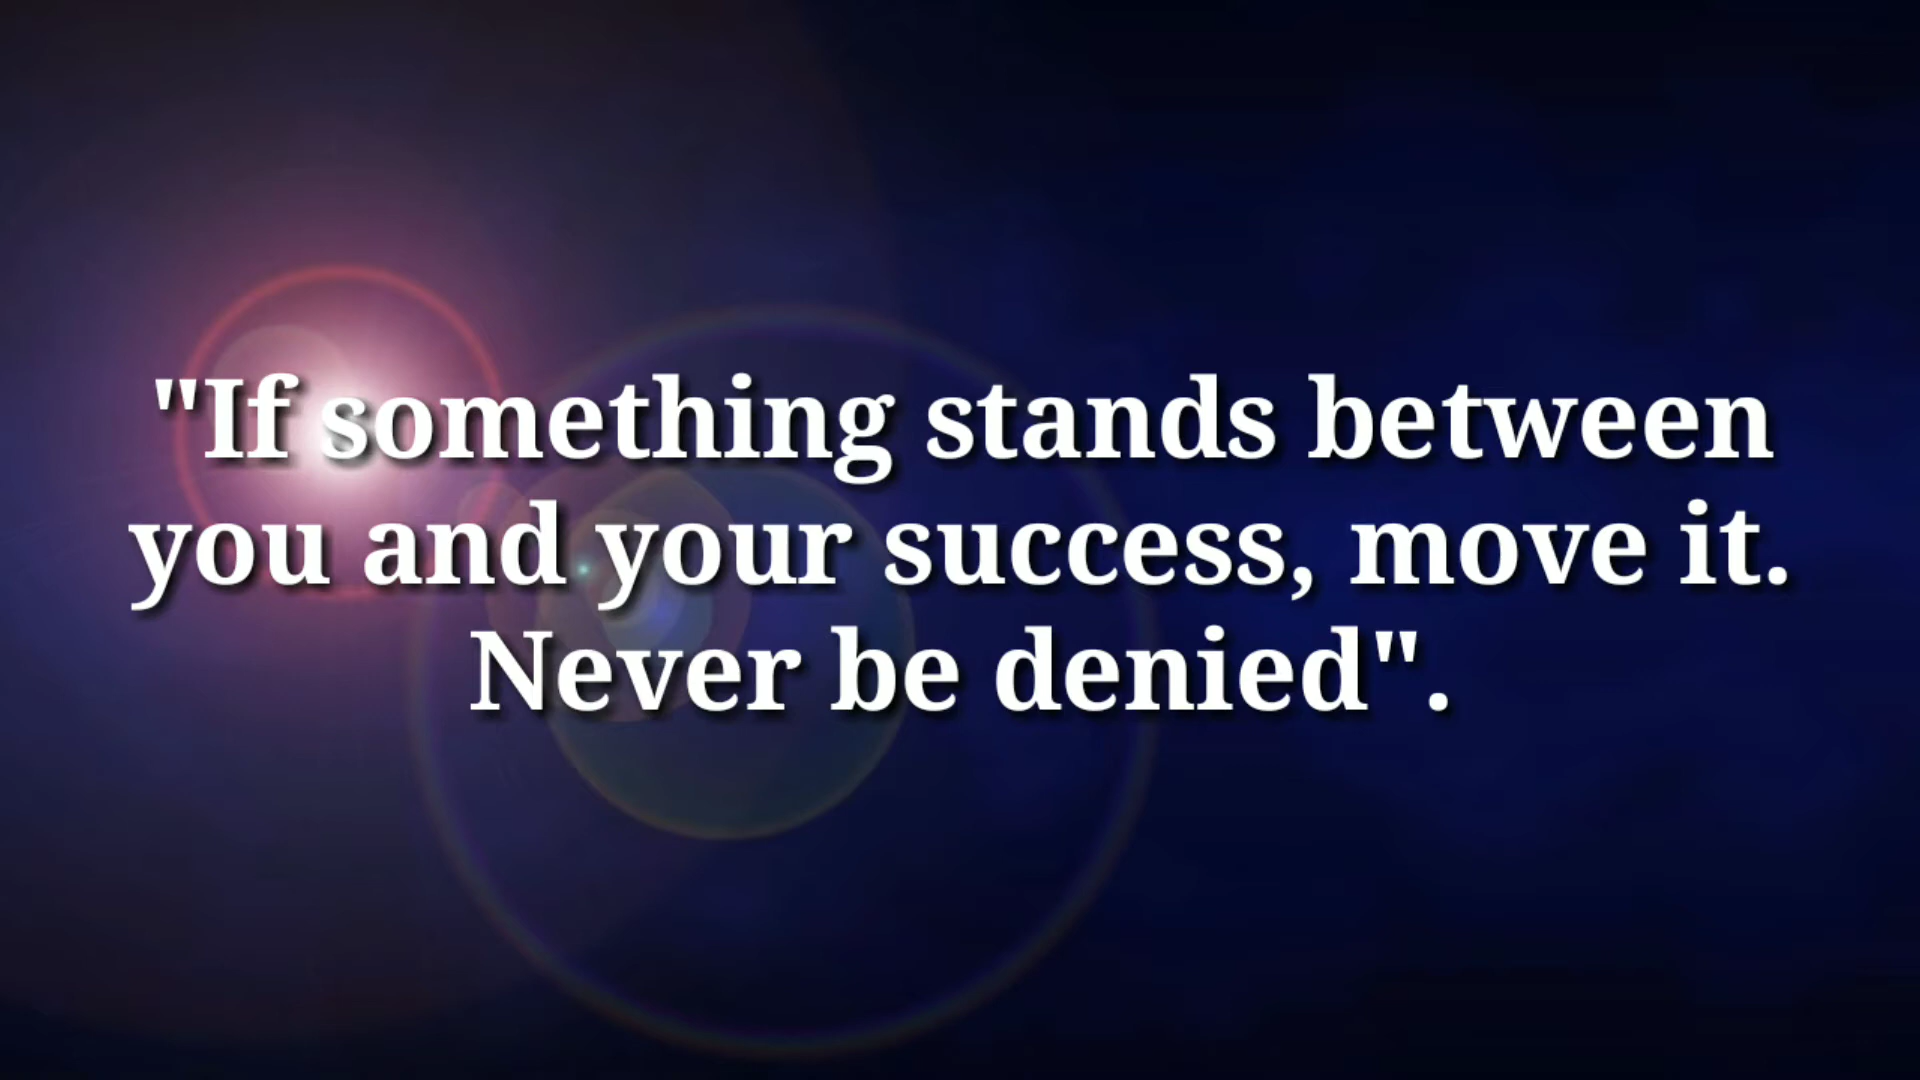 "If something stands between
you and your success, move it.
Never be denied".